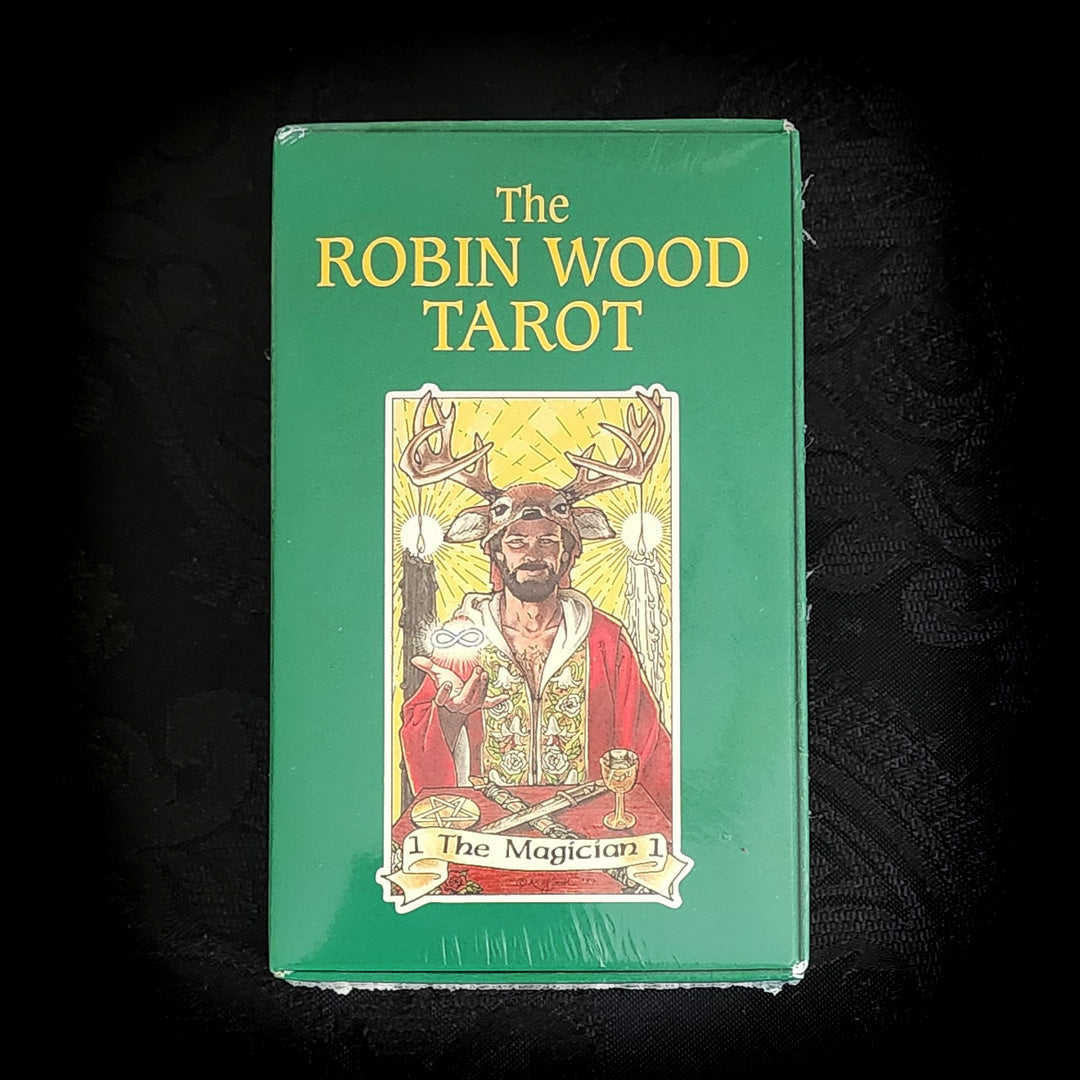 The
ROBIN WOOD
TAROT
1 The Magician 1